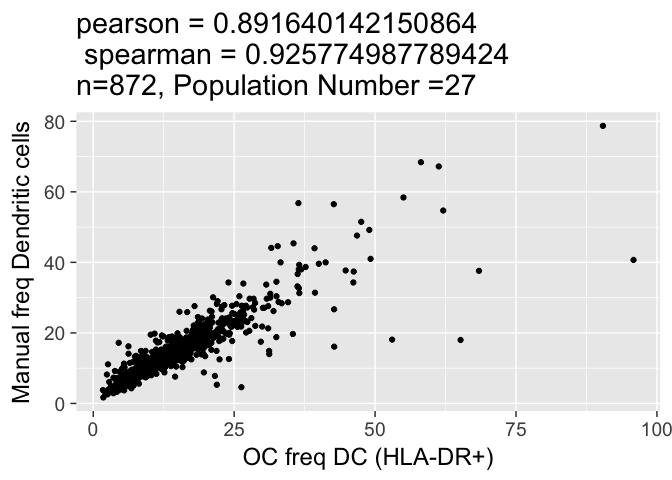 pearson = 0.891640142150864
spearman = 0.925774987789424
n=872, Population Number =27
80
60
40
20
0
Manual freq Dendritic cells
0 25 50 75 100
OC freq DC (HLA-DR+)